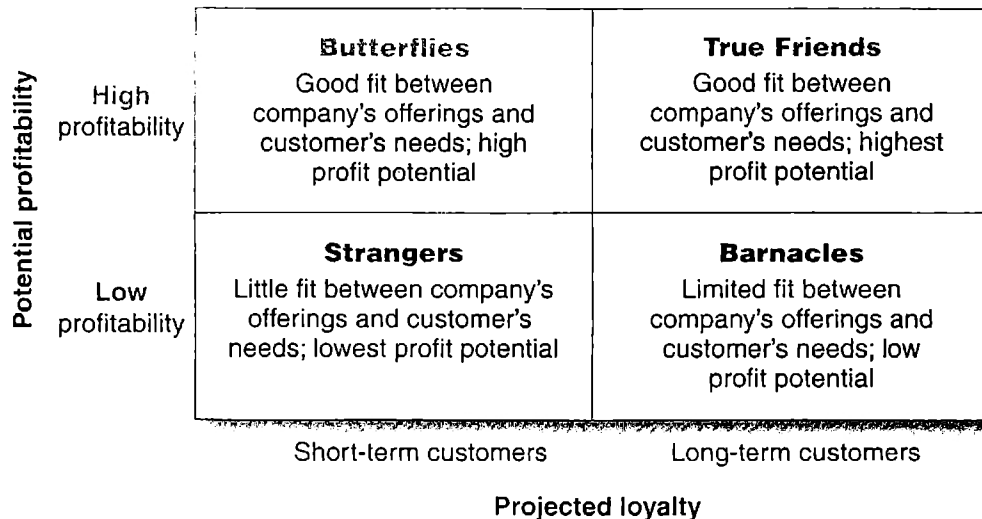 Potential profitability
High
profitability
Butterflies
Good fit between
company's offerings and
customer's needs; high
profit potential
True Friends
Good fit between
company's offerings and
customer's needs; highest
profit potential
Low
profitability
Strangers
Little fit between company's
offerings and customer's
needs; lowest profit potential
Barnacles
Limited fit between
company's offerings and
customer's needs; low
profit potential
Short-term customers
Long-term customers
Projected loyalty